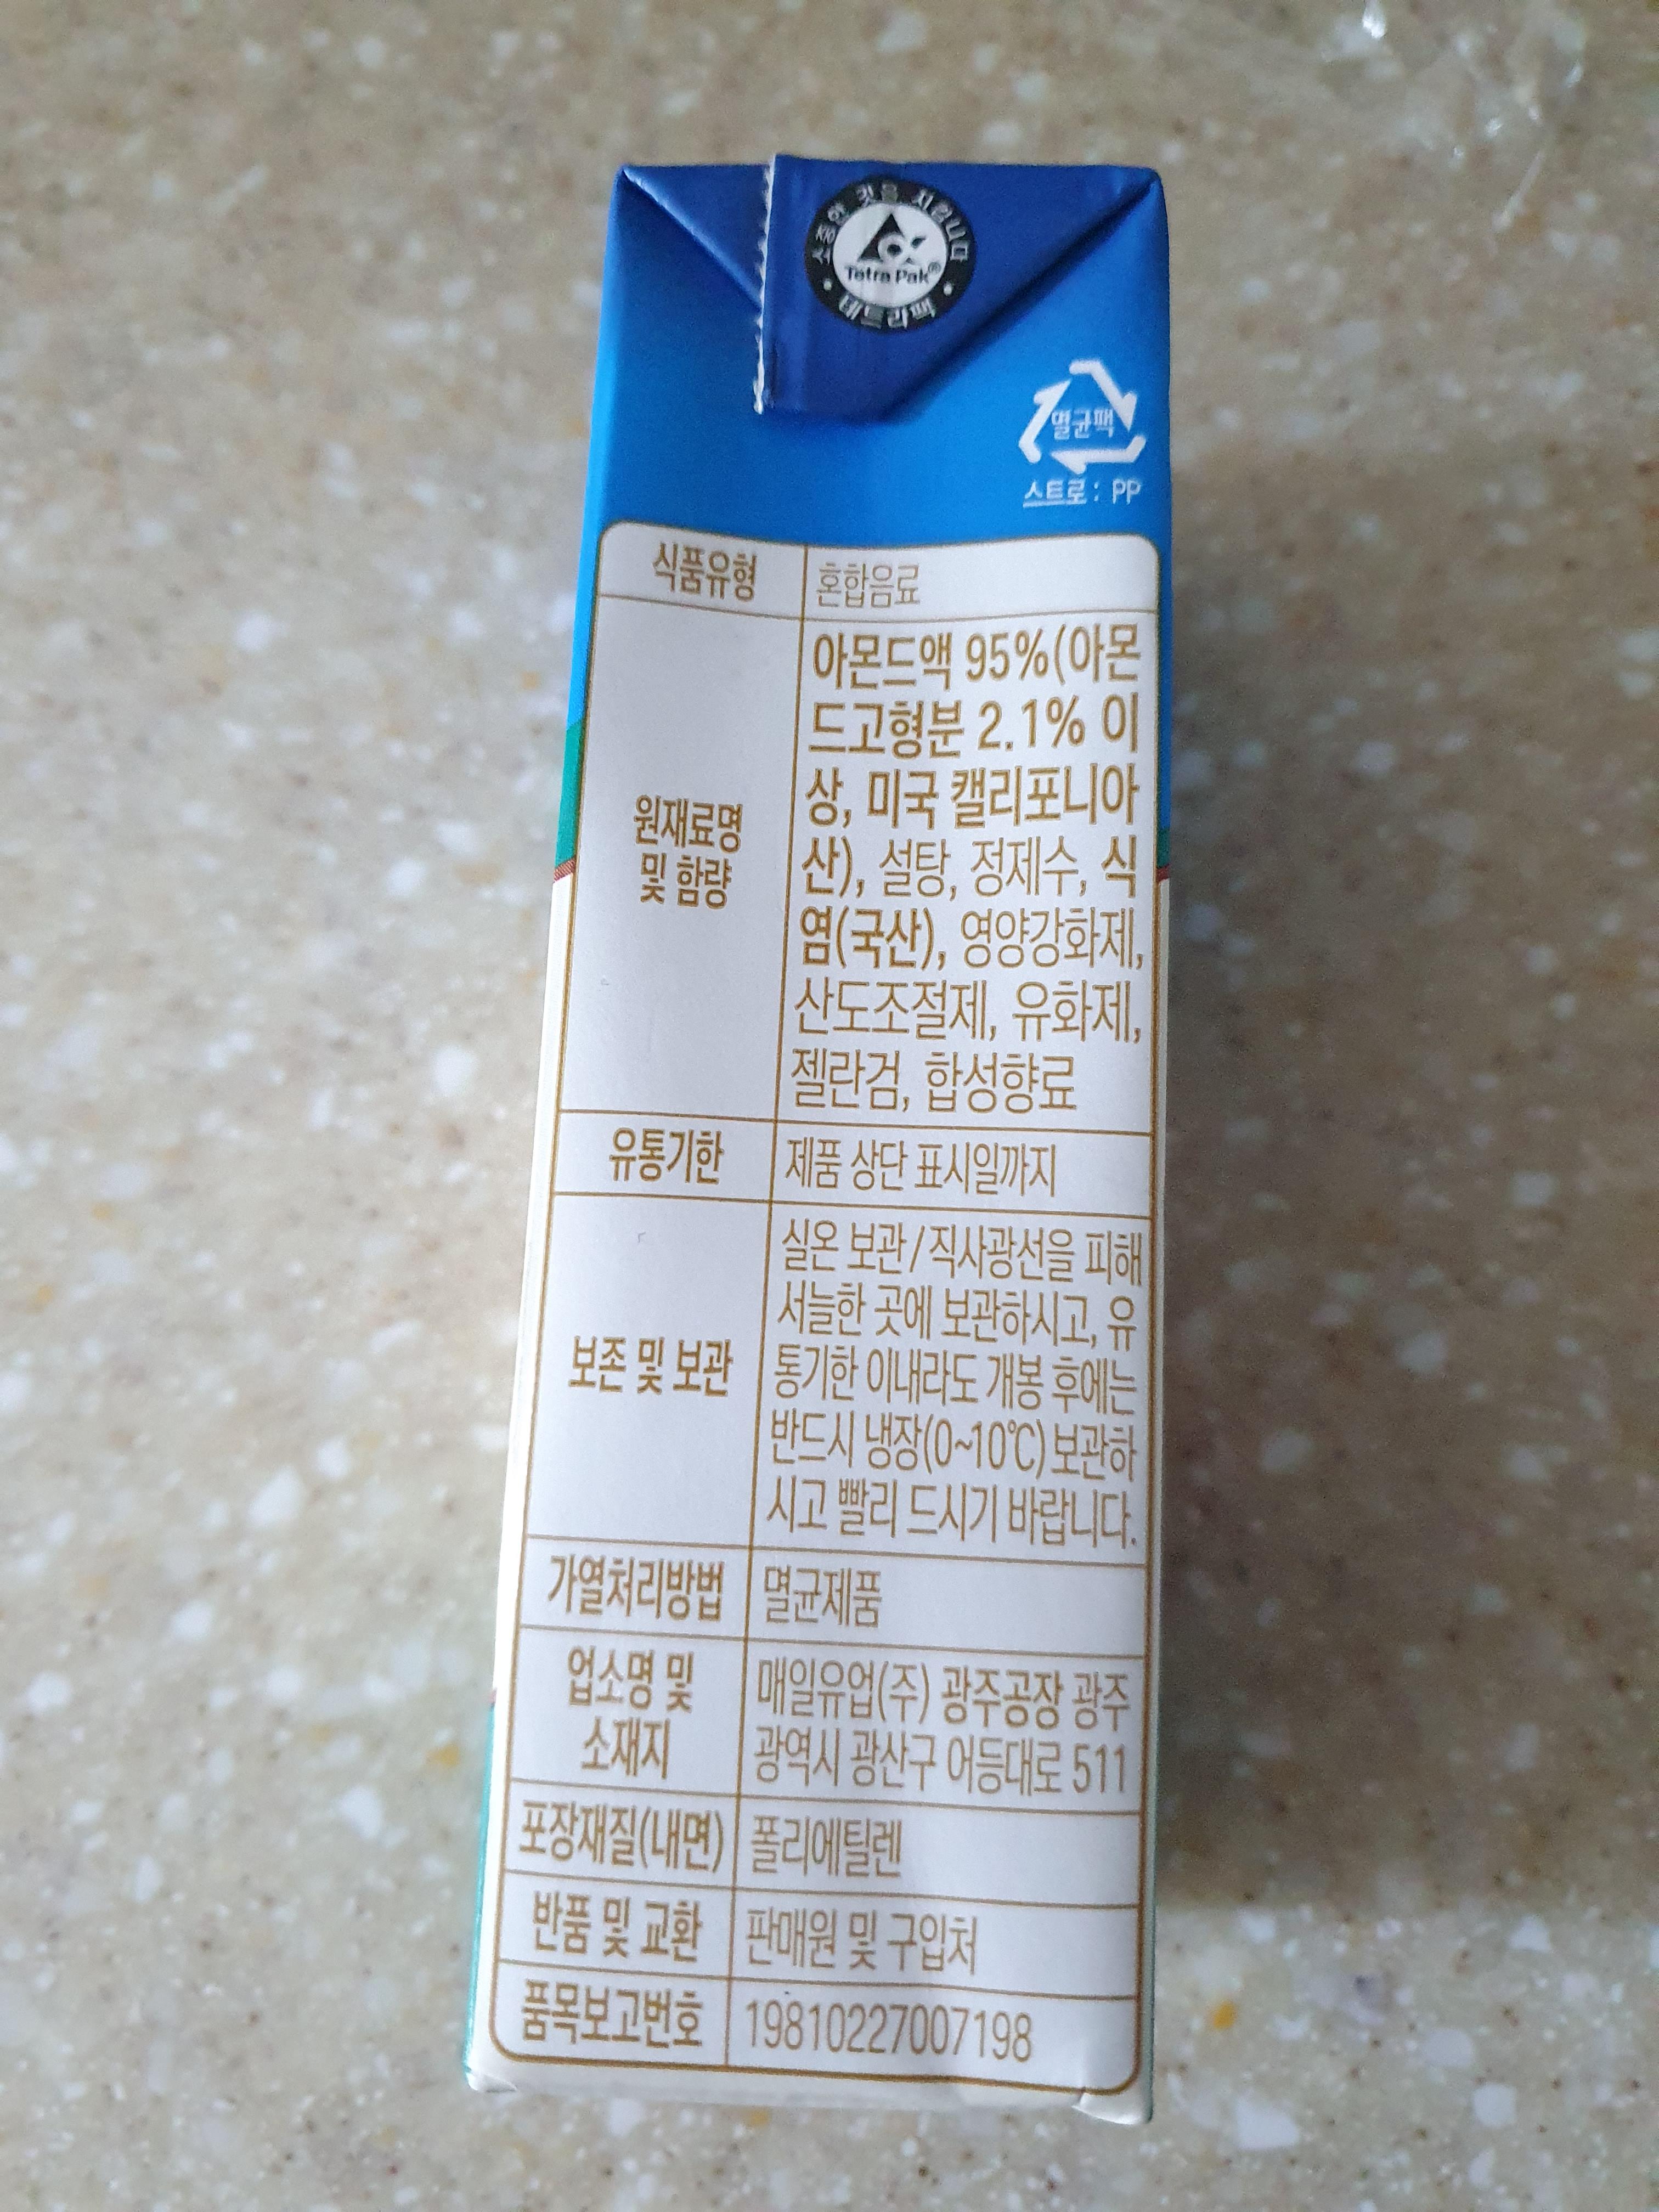 소중한 것을 지킵니다
Tetra Pak®
테트라팩
멸균팩
스트로 : PP
식품유형
혼합음료
원재료명
및 함량
아몬드액 95%(아몬
드고형분 2.1% 이
상, 미국 캘리포니아
산), 설탕, 정제수, 식
염(국산), 영양강화제,
산도조절제, 유화제,
젤란검, 합성향료
유통기한
제품 상단 표시일까지
보존 및 보관
실온 보관/직사광선을 피해
서늘한 곳에 보관하시고, 유
통기한 이내라도 개봉 후에는
반드시 냉장(0~10℃) 보관하
시고 빨리 드시기 바랍니다.
가열처리방법
멸균제품
업소명 및
소재지
매일유업(주) 광주공장 광주
광역시 광산구 어등대로 511
포장재질(내면)
폴리에틸렌
반품 및 교환
판매원 및 구입처
품목보고번호
19810227007198